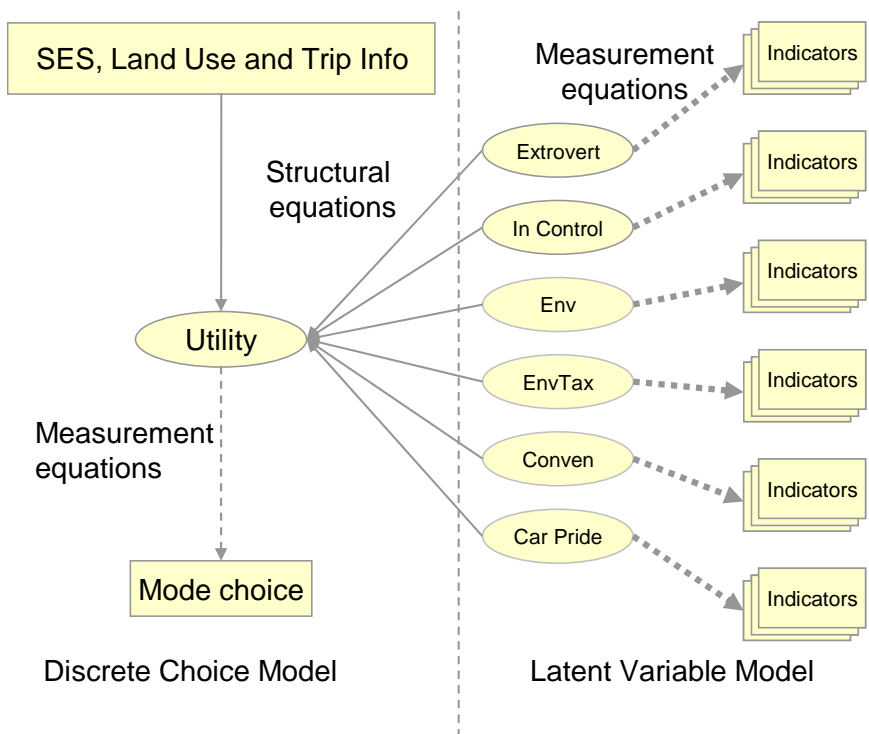 SES, Land Use and Trip Info
Structural
equations
Utility
Measurement
equations
Mode choice
Discrete Choice Model
Measurement
equations
Extrovert
In Control
Env
EnvTax
Conven
Car Pride
Indicators
Indicators
Indicators
Indicators
Indicators
Indicators
Latent Variable Model